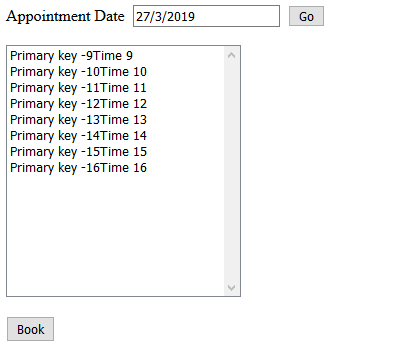 Appointment Date 27/3/2019 Go
Primary key -9Time 9
Primary key -10Time 10
Primary key -11Time 11
Primary key -12Time 12
Primary key -13Time 13
Primary key -14Time 14
Primary key -15Time 15
Primary key -16Time 16
Book